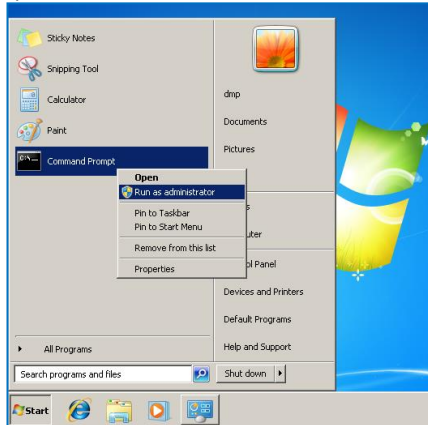 Sticky Notes
Snipping Tool
Calculator
Paint
Command Prompt
Open
Run as administrator
Pin to Taskbar
Pin to Start Menu
Remove from this list
Properties
All Programs
Search programs and files
dmp
Documents
Pictures
Devices and Printers
Default Programs
Help and Support
Shut down
Start